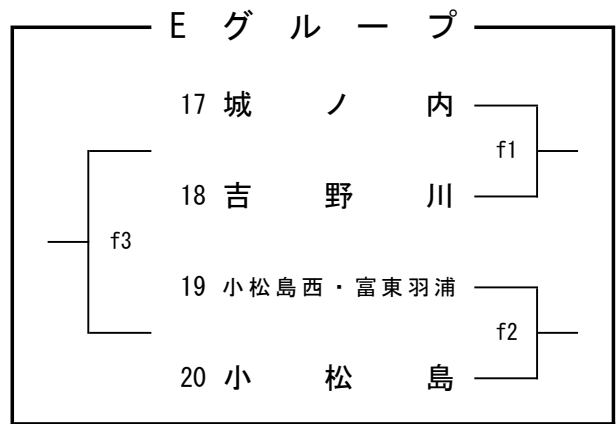 Eグループ
17 城ノ内
f1
18 吉野川
f3
19 小松島西・富東羽浦
f2
20 小松島